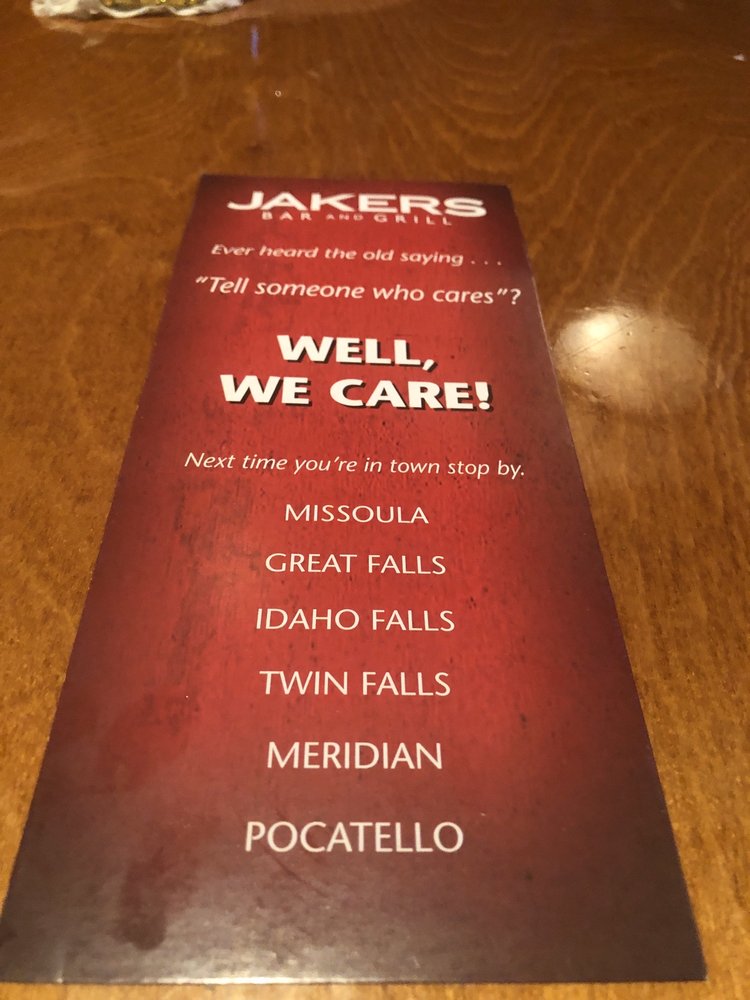 JAKERS
BAR AND GRILL
Ever heard the old saying . . .
"Tell someone who cares"?
WELL,
WE CARE!
Next time you're in town stop by.
MISSOULA
GREAT FALLS
IDAHO FALLS
TWIN FALLS
MERIDIAN
POCATELLO